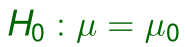 H₀ : μ = μ₀